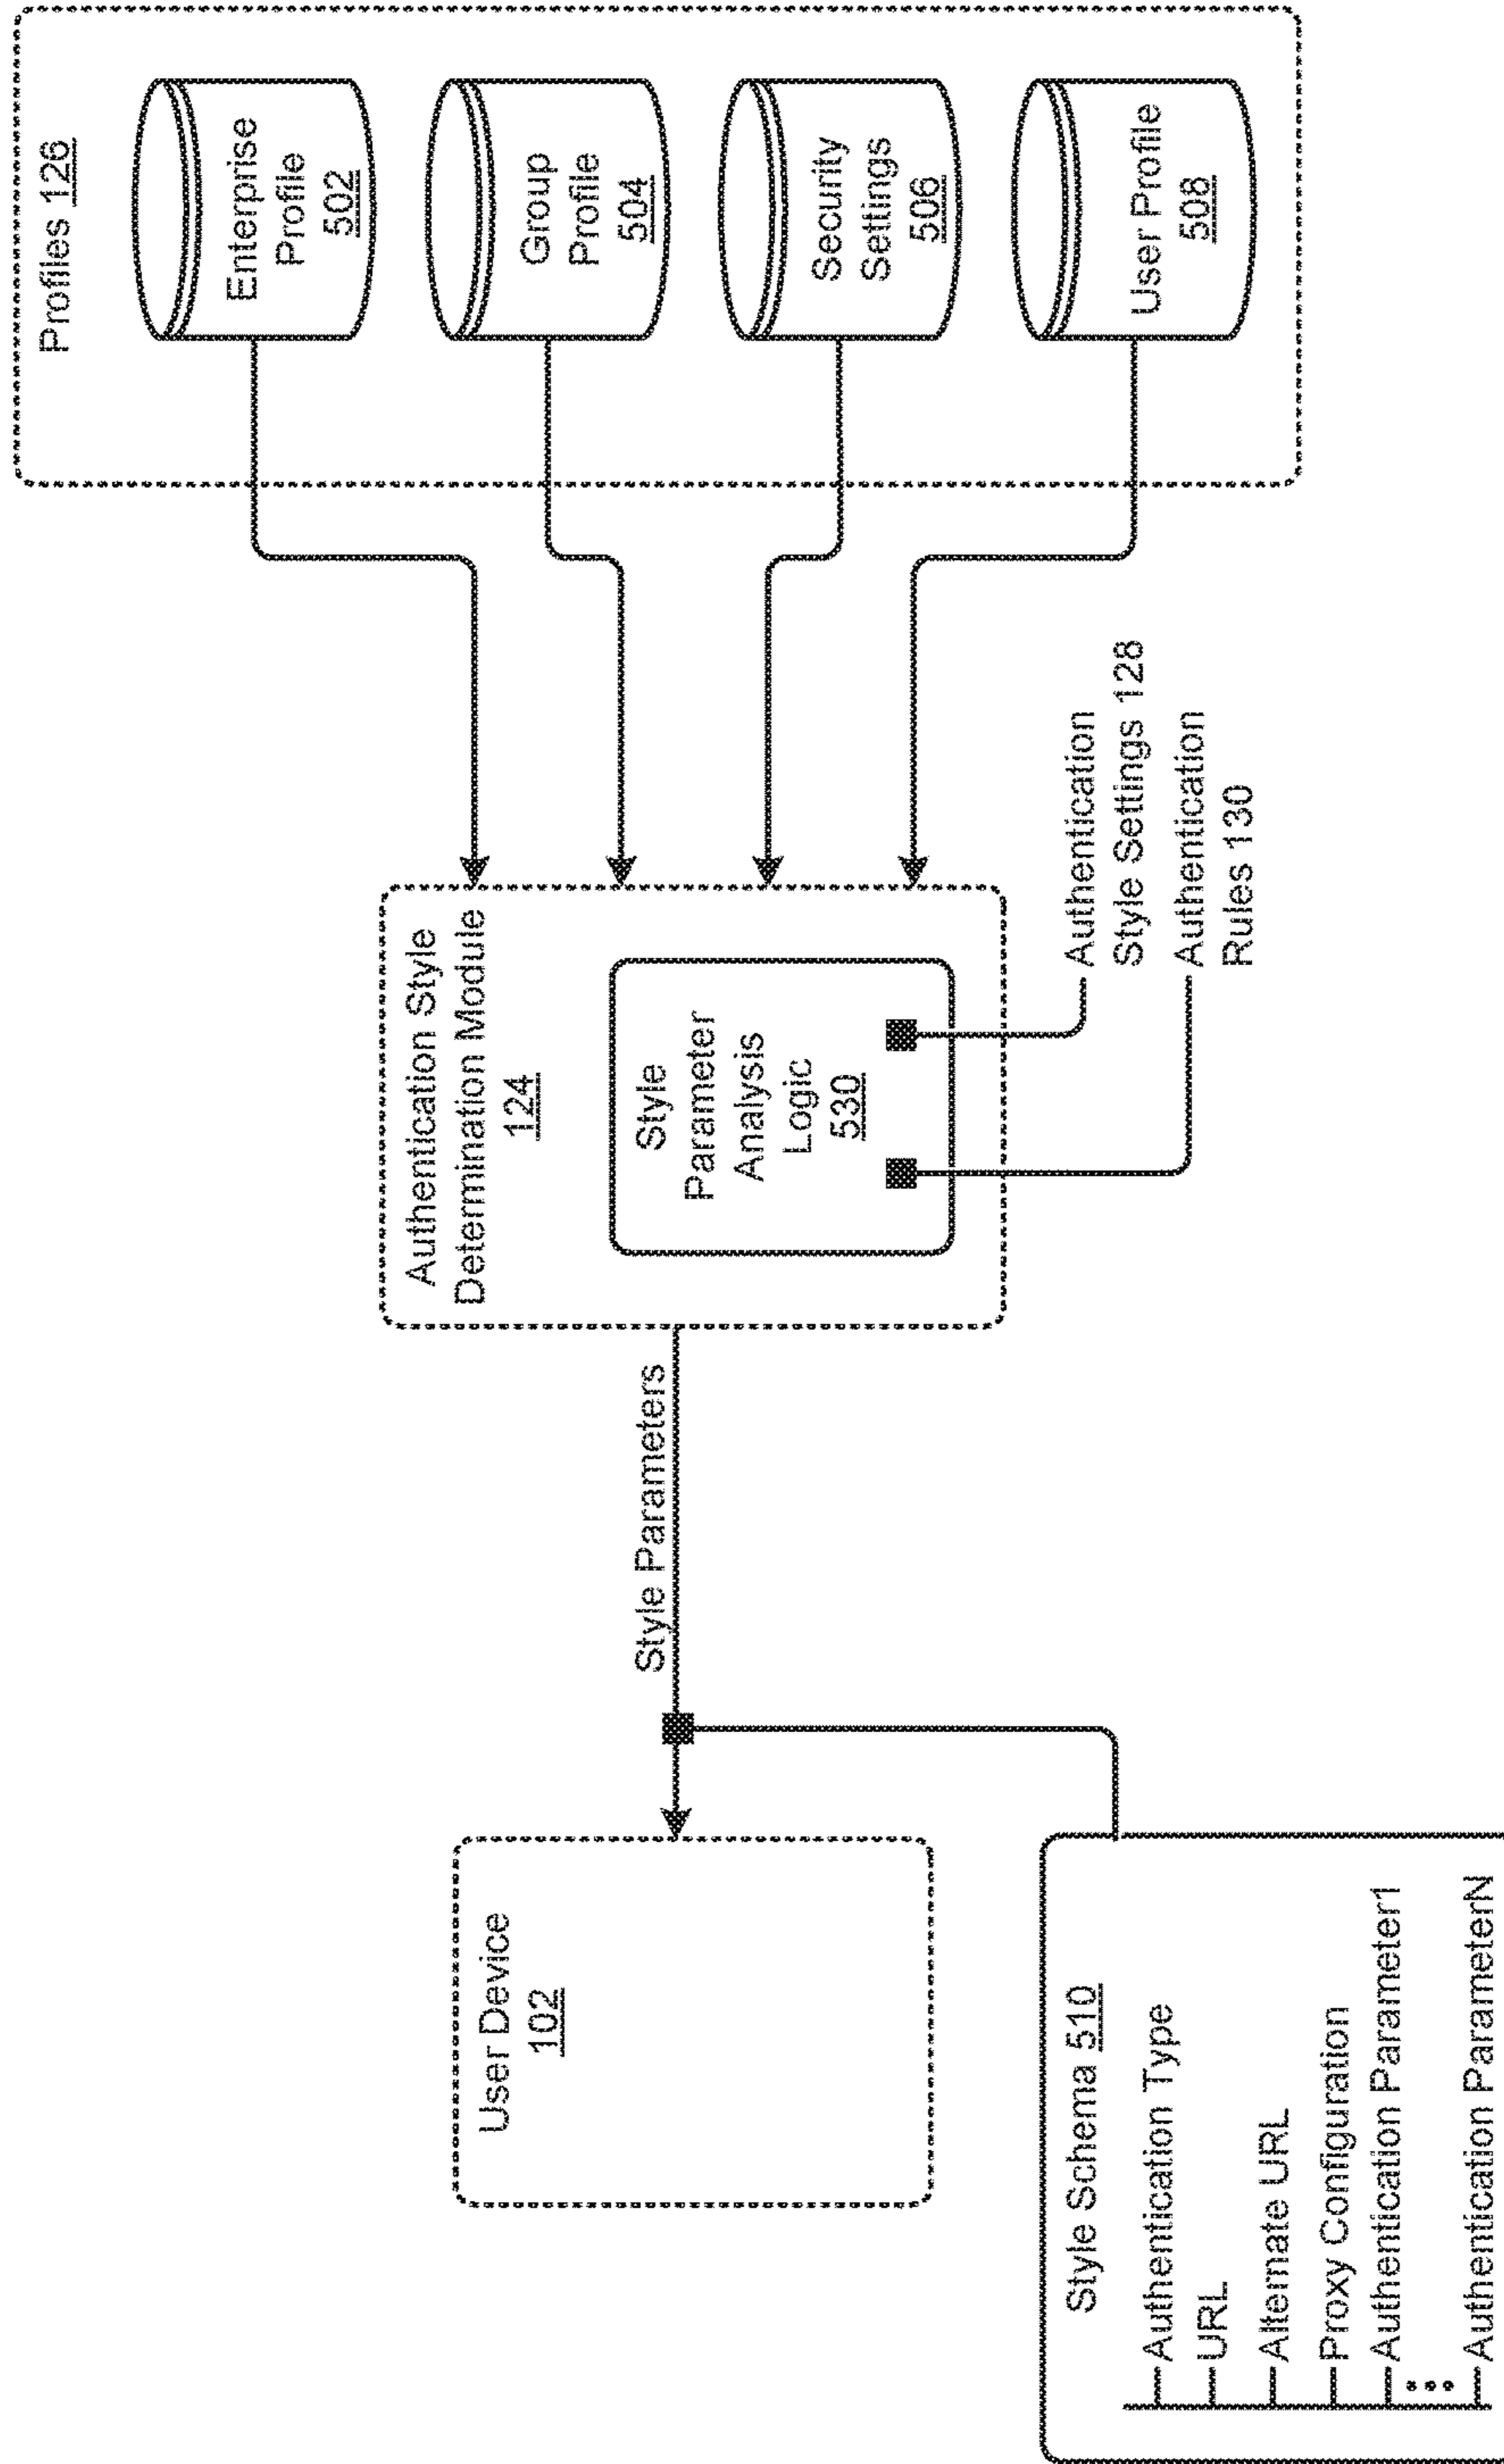 User Device
102
Style Schema 510
Authentication Type
URL
Alternate URL
Proxy Configuration
Authentication Parameter1
Authentication ParameterN
Style Parameters
Authentication Style
Determination Module
124
Style
Parameter
Analysis
Logic
530
Authentication
Style Settings 128
Authentication
Rules 130
Profiles 126
Enterprise
Profile
502
Group
Profile
504
Security
Settings
506
User Profile
508